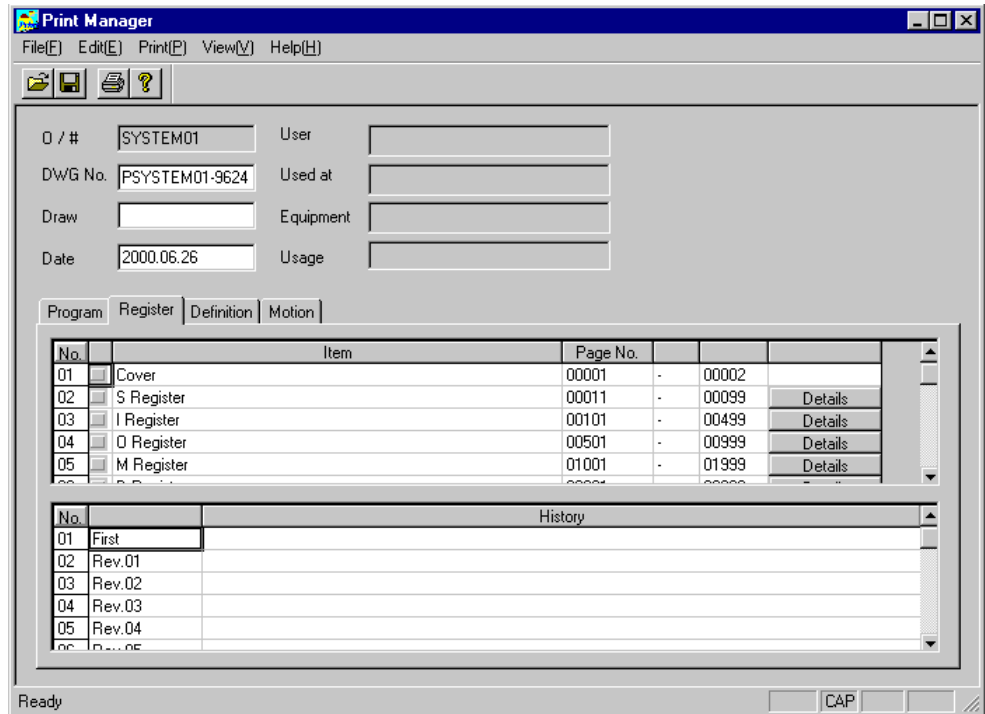 Print Manager
File(F) Edit(E) Print(P) View(V) Help(H)
O / # SYSTEM01 User
DWG No. PSYSTEM01-9624 Used at
Draw Equipment
Date 2000.06.26 Usage
Program Register Definition Motion
No. Item Page No.
01 Cover 00001 - 00002
02 S Register 00011 - 00099 Details
03 I Register 00101 - 00499 Details
04 O Register 00501 - 00999 Details
05 M Register 01001 - 01999 Details
No. History
01 First
02 Rev.01
03 Rev.02
04 Rev.03
05 Rev.04
Ready CAP